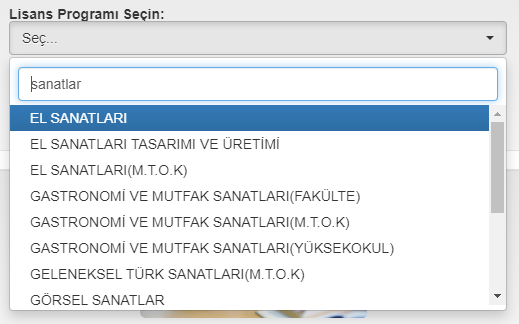 Lisans Programı Seçin:
Seç...
sanatlar
EL SANATLARI
EL SANATLARI TASARIMI VE ÜRETİMİ
EL SANATLARI(M.T.O.K)
GASTRONOMİ VE MUTFAK SANATLARI(FAKÜLTE)
GASTRONOMİ VE MUTFAK SANATLARI(M.T.O.K)
GASTRONOMİ VE MUTFAK SANATLARI(YÜKSEKOKUL)
GELENEKSEL TÜRK SANATLARI(M.T.O.K)
GÖRSEL SANATLAR